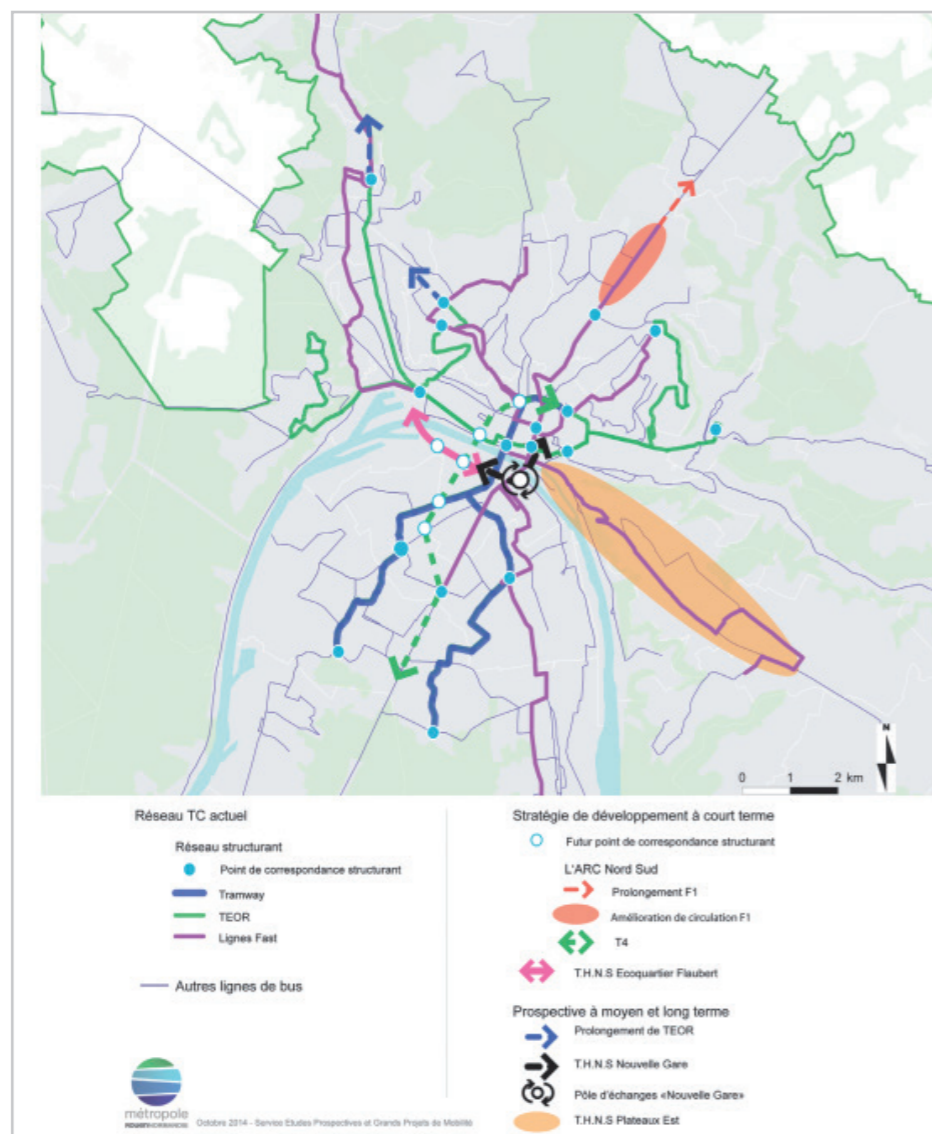 N
0 1 2 km
Réseau TC actuel
Réseau structurant
Point de correspondance structurant
Tramway
TEOR
Lignes Fast
Autres lignes de bus
métropole
ROUENNORMANDIE
Octobre 2014 - Service Etudes Prospectives et Grands Projets de Mobilité
Stratégie de développement à court terme
Futur point de correspondance structurant
L'ARC Nord Sud
Prolongement F1
Amélioration de circulation F1
T4
T.H.N.S Ecoquartier Flaubert
Prospective à moyen et long terme
Prolongement de TEOR
T.H.N.S Nouvelle Gare
Pôle d'échanges «Nouvelle Gare»
T.H.N.S Plateaux Est